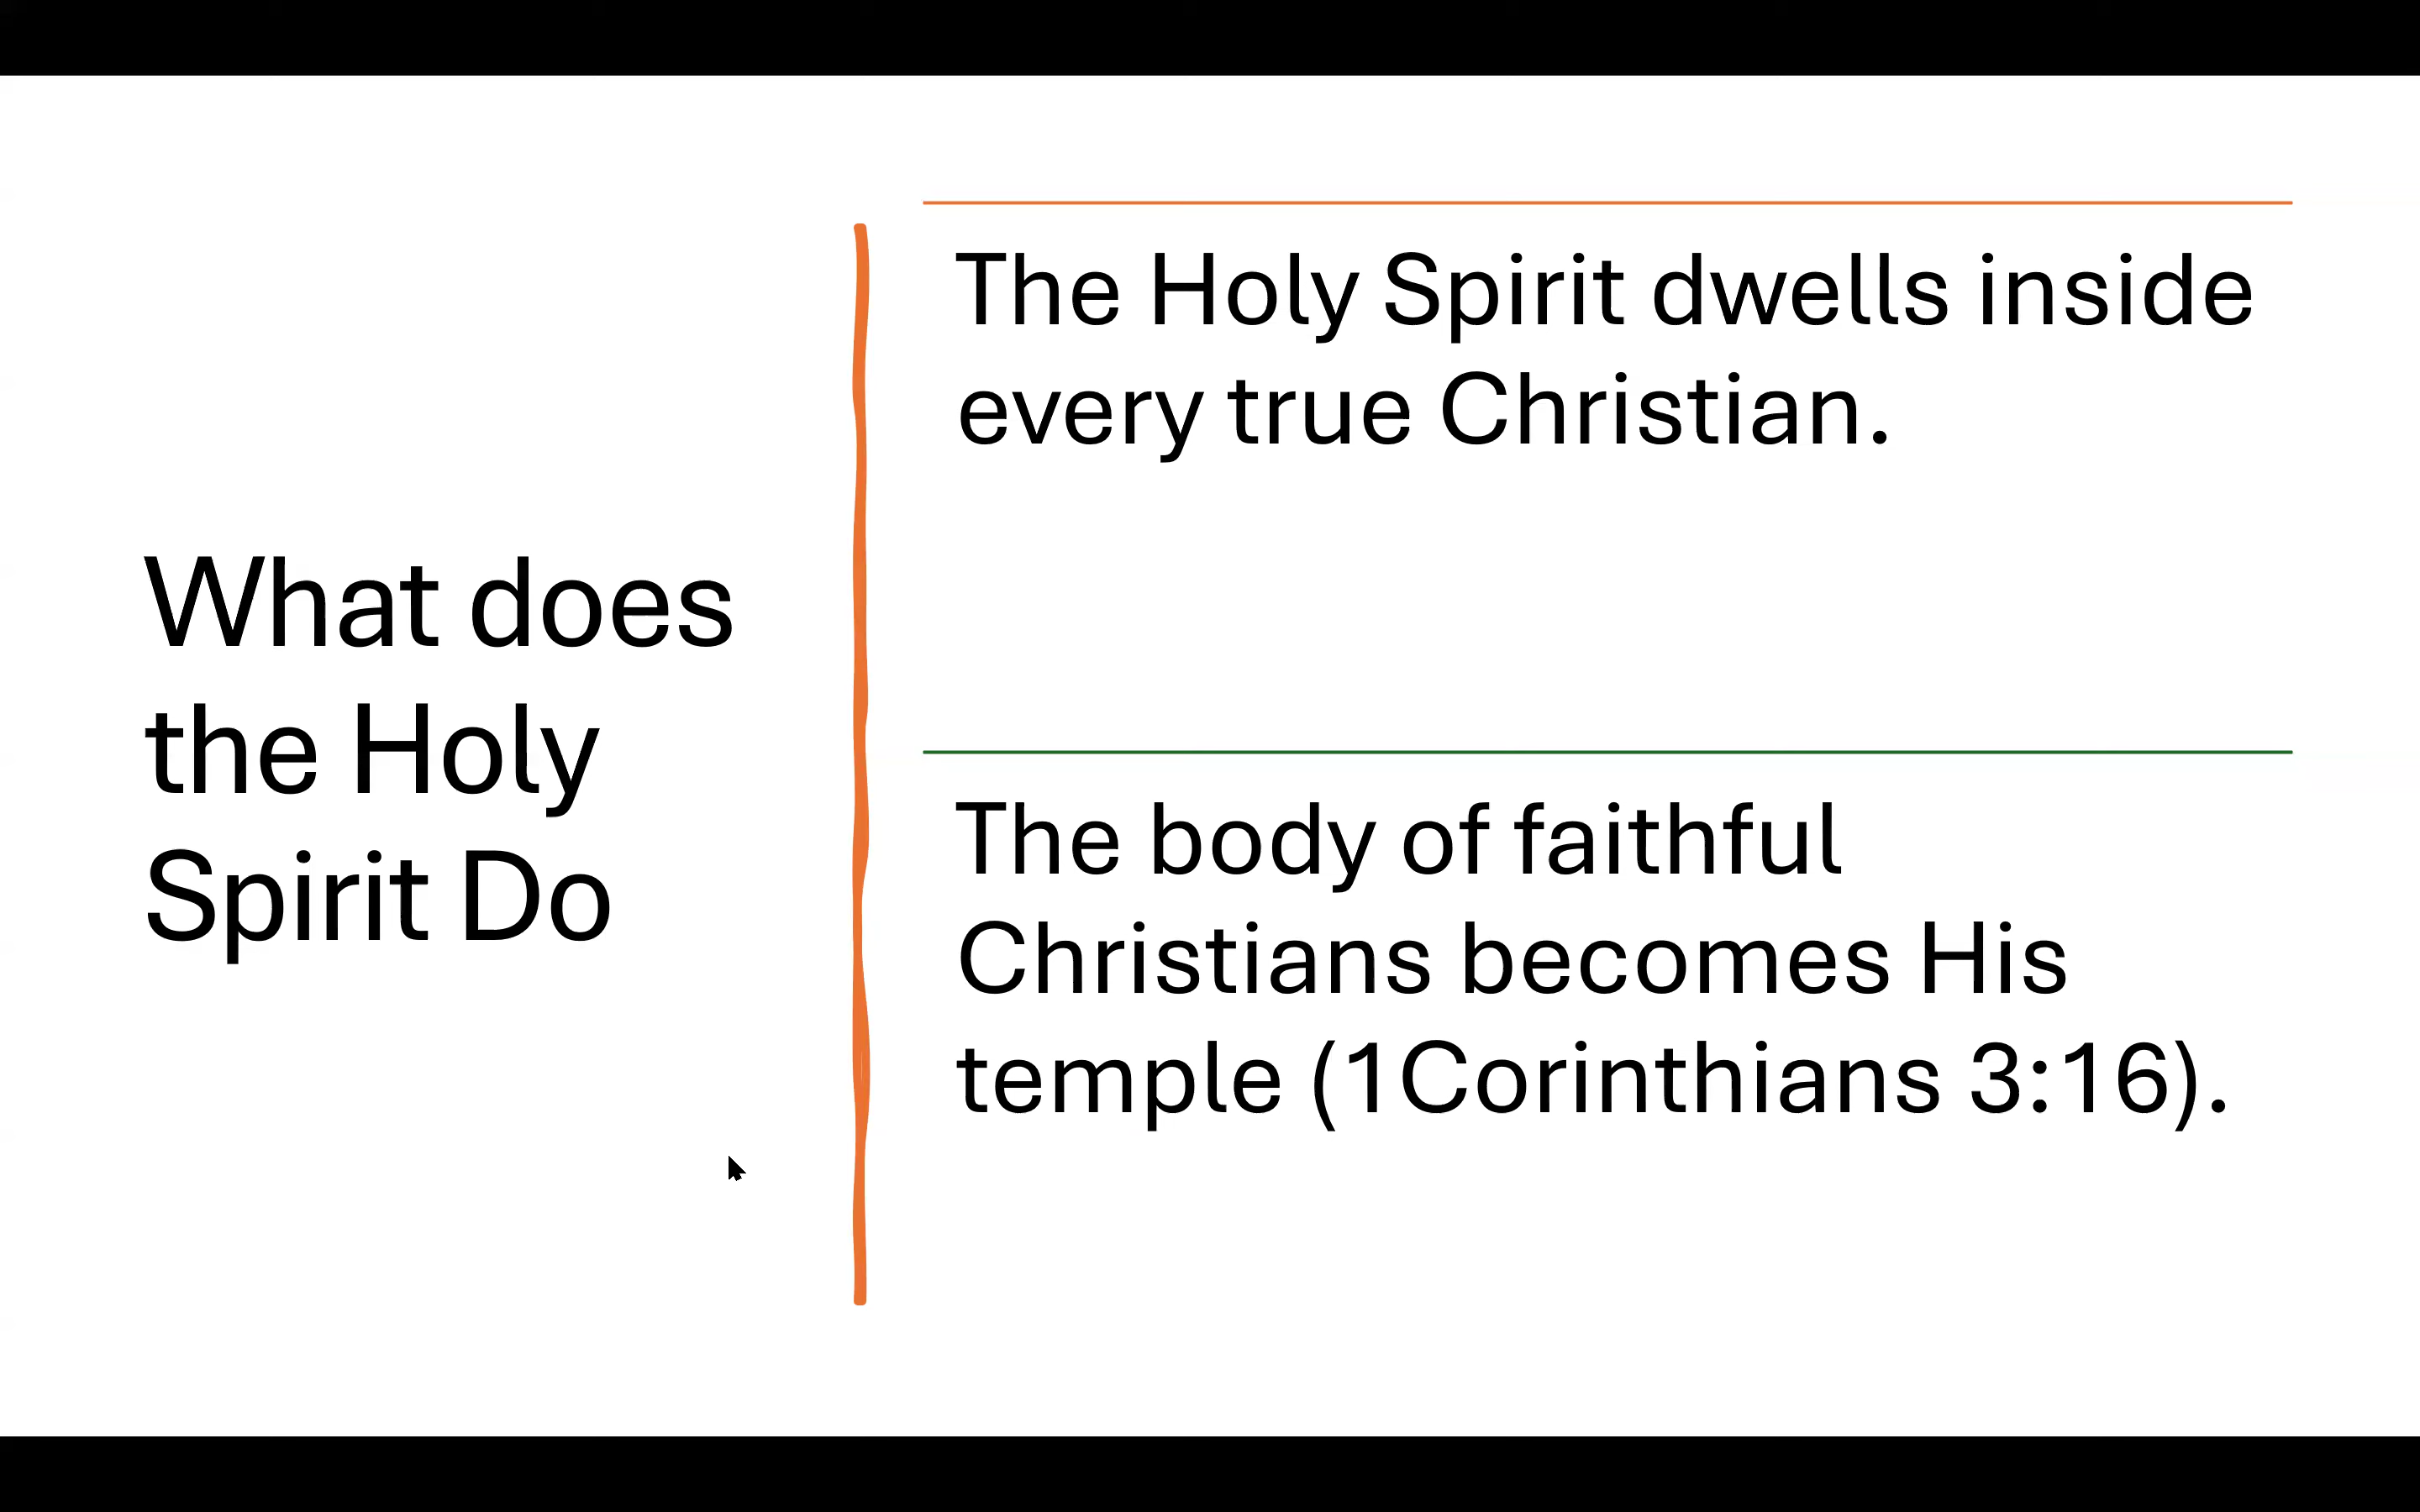 What does
the Holy
Spirit Do
The Holy Spirit dwells inside
every true Christian.
The body of faithful
Christians becomes His
temple (1Corinthians 3:16).